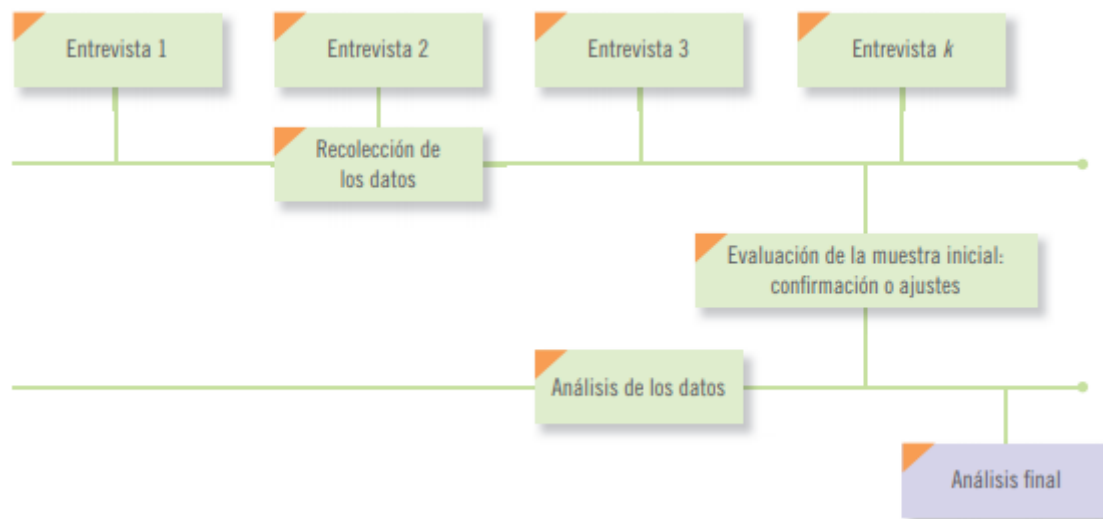 Entrevista 1
Entrevista 2
Entrevista 3
Entrevista k
Recolección de
los datos
Evaluación de la muestra inicial:
confirmación o ajustes
Análisis de los datos
Análisis final